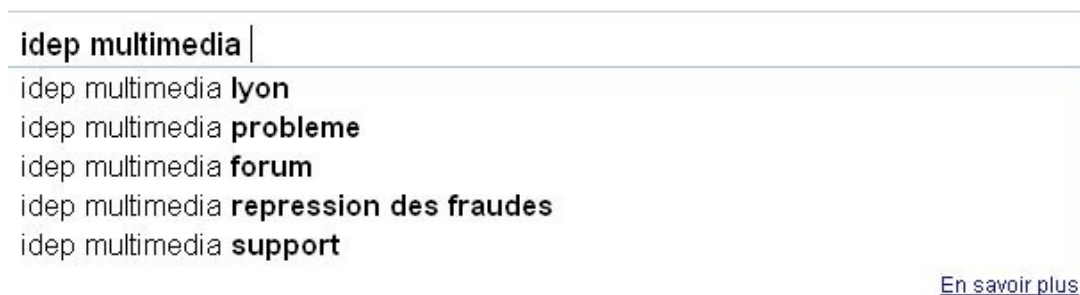 idep multimedia
idep multimedia lyon
idep multimedia probleme
idep multimedia forum
idep multimedia repression des fraudes
idep multimedia support
En savoir plus